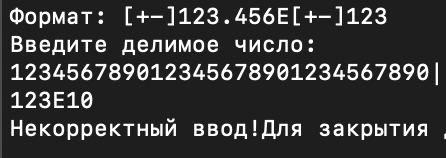 Формат: [+-]123.456E[+-]123
Введите делимое число:
123456789012345678901234567890|
123E10
Некорректный ввод!Для закрытия